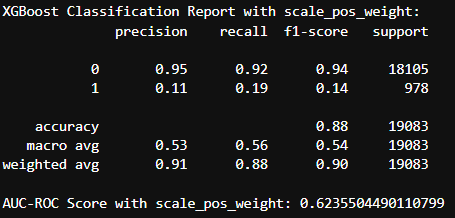 XGBoost Classification Report with scale_pos_weight:
precision recall f1-score support
0 0.95 0.92 0.94 18105
1 0.11 0.19 0.14 978
accuracy 0.88 19083
macro avg 0.53 0.56 0.54 19083
weighted avg 0.91 0.88 0.90 19083
AUC-ROC Score with scale_pos_weight: 0.6235504490110799